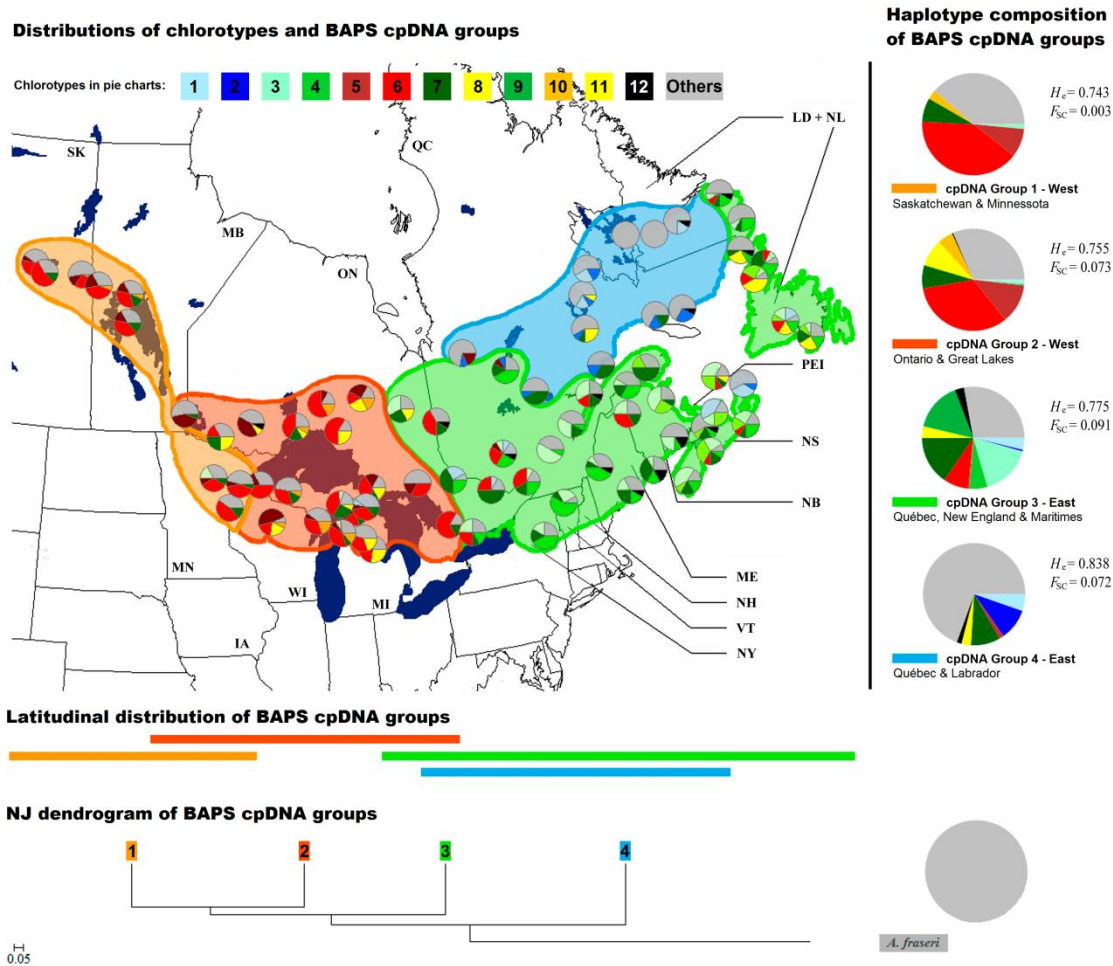 Distributions of chlorotypes and BAPS cpDNA groups
Chlorotypes in pie charts: 1 2 3 4 5 6 7 8 9 10 11 12 Others
LD + NL
SK
QC
MB
ON
PEI
NS
NB
MN
WI
MI
IA
ME
NH
VT
NY
Haplotype composition
of BAPS cpDNA groups
He = 0.743
FSC = 0.003
cpDNA Group 1 - West
Saskatchewan & Minnessota
He = 0.755
FSC = 0.073
cpDNA Group 2 - West
Ontario & Great Lakes
He = 0.775
FSC = 0.091
cpDNA Group 3 - East
Québec, New England & Maritimes
He = 0.838
FSC = 0.072
cpDNA Group 4 - East
Québec & Labrador
Latitudinal distribution of BAPS cpDNA groups
NJ dendrogram of BAPS cpDNA groups
1 2 3 4
0.05
A. fraseri